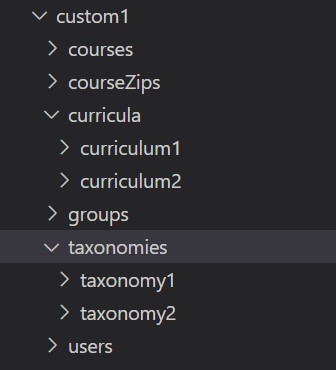 custom1
courses
courseZips
curricula
curriculum1
curriculum2
groups
taxonomies
taxonomy1
taxonomy2
users